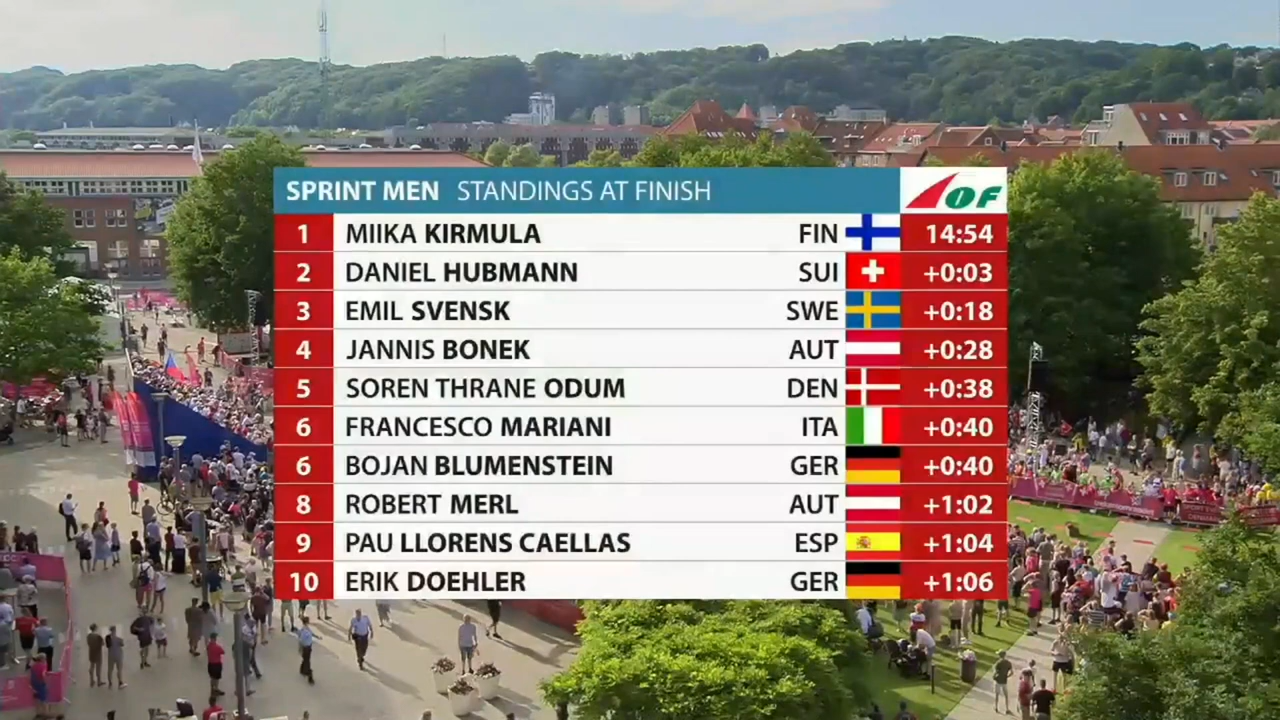 SPRINT MEN STANDINGS AT FINISH IOF
1 MIIKA KIRMULA FIN 14:54
2 DANIEL HUBMANN SUI +0:03
3 EMIL SVENSK SWE +0:18
4 JANNIS BONEK AUT +0:28
5 SOREN THRANE ODUM DEN +0:38
6 FRANCESCO MARIANI ITA +0:40
6 BOJAN BLUMENSTEIN GER +0:40
8 ROBERT MERL AUT +1:02
9 PAU LLORENS CAELLAS ESP +1:04
10 ERIK DOEHLER GER +1:06